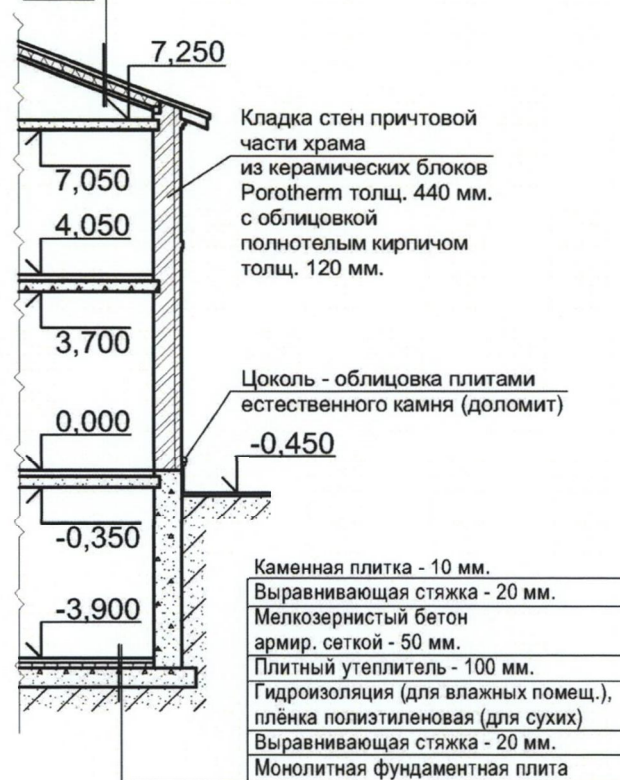 7,250
Кладка стен причтовой
части храма
из керамических блоков
Porotherm толщ. 440 мм.
с облицовкой
полнотелым кирпичом
толщ. 120 мм.
7,050
4,050
3,700
Цоколь - облицовка плитами
естественного камня (доломит)
0,000
-0,450
-0,350
-3,900
Каменная плитка - 10 мм.
Выравнивающая стяжка - 20 мм.
Мелкозернистый бетон
армир. сеткой - 50 мм.
Плитный утеплитель - 100 мм.
Гидроизоляция (для влажных помещ.),
плёнка полиэтиленовая (для сухих)
Выравнивающая стяжка - 20 мм.
Монолитная фундаментная плита